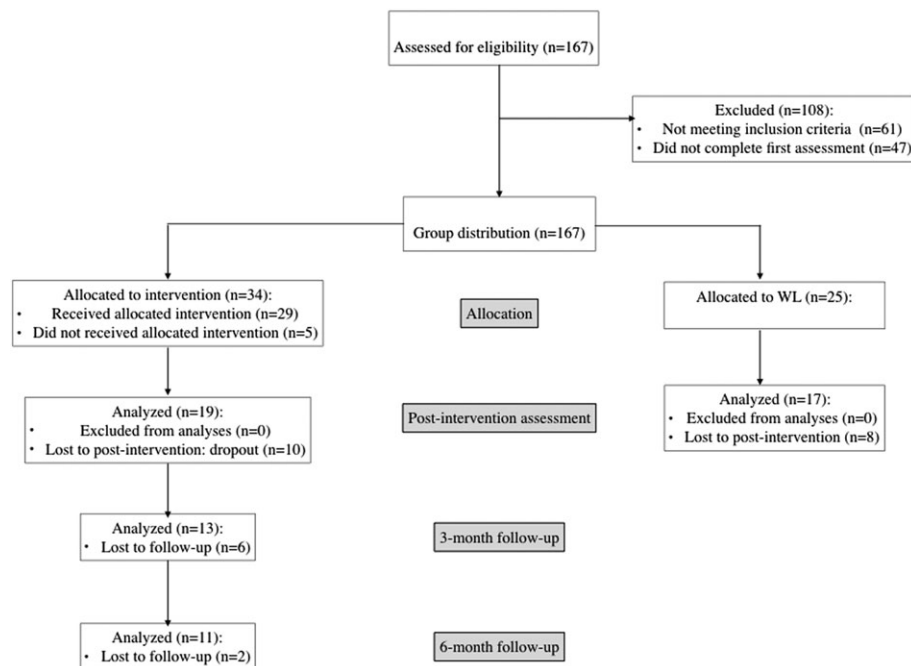 Assessed for eligibility (n=167)
Excluded (n=108):
• Not meeting inclusion criteria (n=61)
• Did not complete first assessment (n=47)
Group distribution (n=167)
Allocated to intervention (n=34):
• Received allocated intervention (n=29)
• Did not received allocated intervention (n=5)
Allocation
Allocated to WL (n=25):
Analyzed (n=19):
• Excluded from analyses (n=0)
• Lost to post-intervention: dropout (n=10)
Post-intervention assessment
Analyzed (n=17):
• Excluded from analyses (n=0)
• Lost to post-intervention (n=8)
Analyzed (n=13):
• Lost to follow-up (n=6)
3-month follow-up
Analyzed (n=11):
• Lost to follow-up (n=2)
6-month follow-up